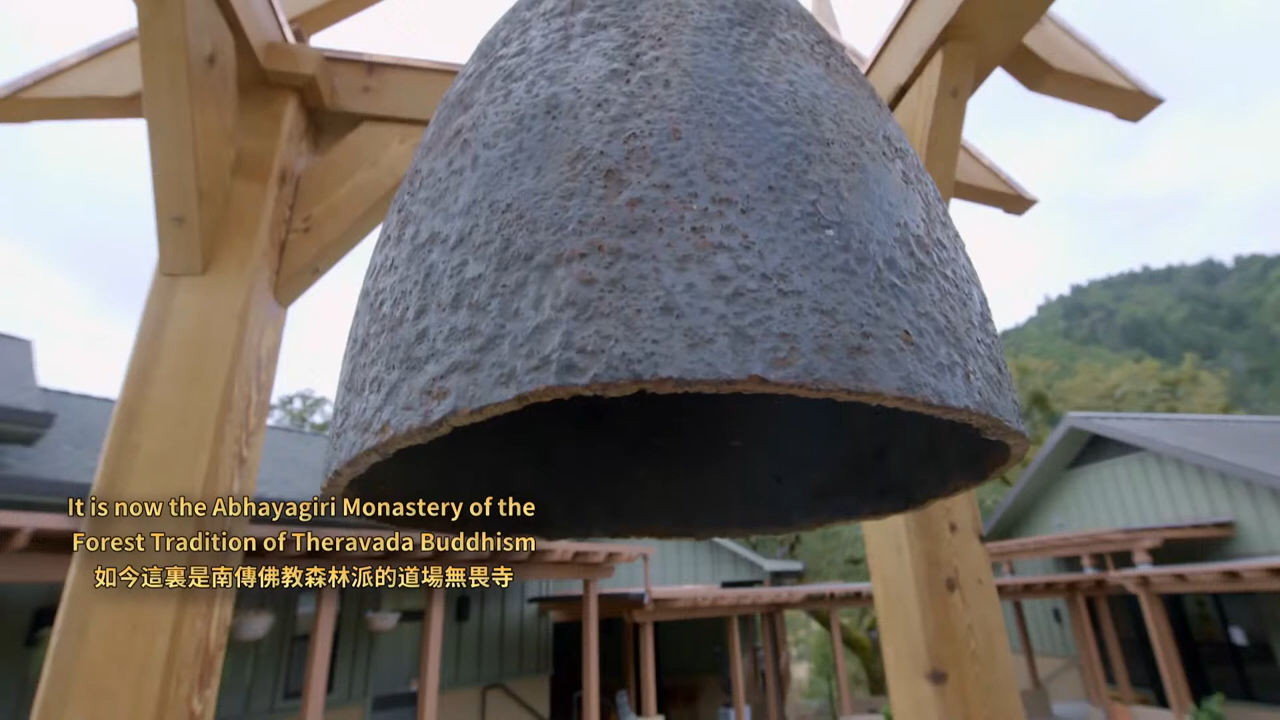 It is now the Abhayagiri Monastery of the
Forest Tradition of Theravada Buddhism
如今這裏是南傳佛教森林派的道場無畏寺